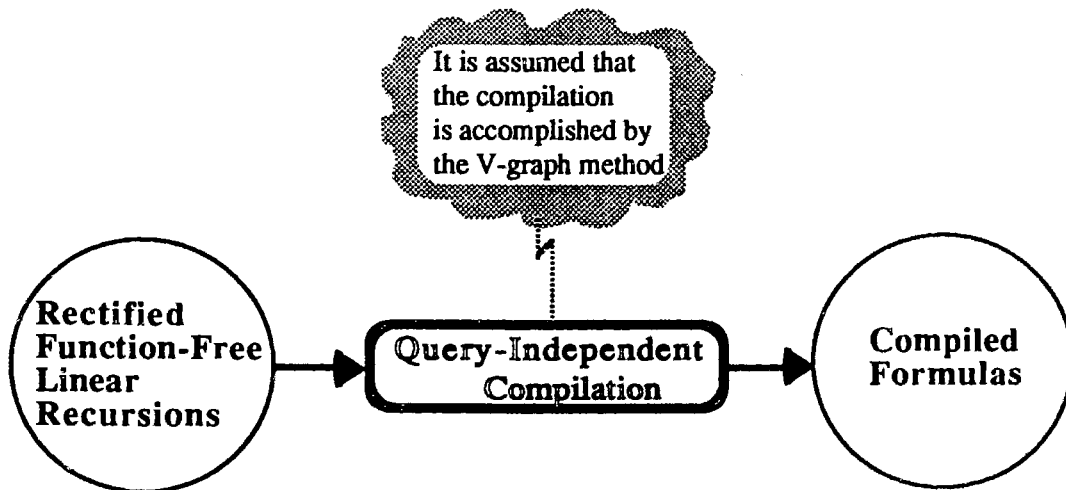 It is assumed that
the compilation
is accomplished by
the V-graph method
Rectified
Function-Free
Linear
Recursions
Query-Independent
Compilation
Compiled
Formulas